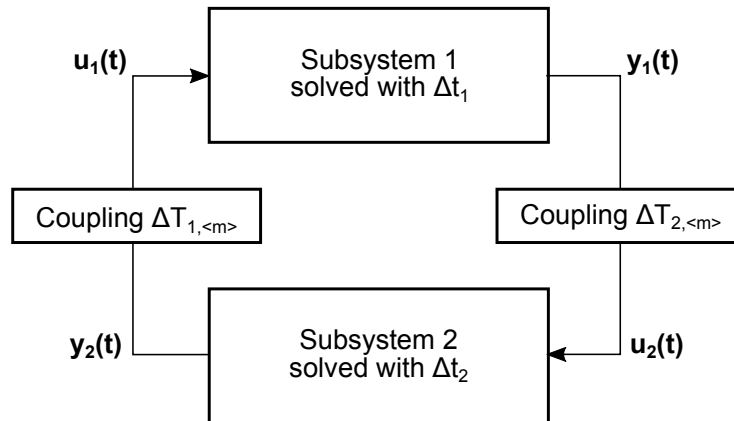 Subsystem 1
solved with Δt₁
u₁(t)
y₁(t)
Coupling ΔT₁,<m>
Coupling ΔT₂,<m>
Subsystem 2
solved with Δt₂
y₂(t)
u₂(t)